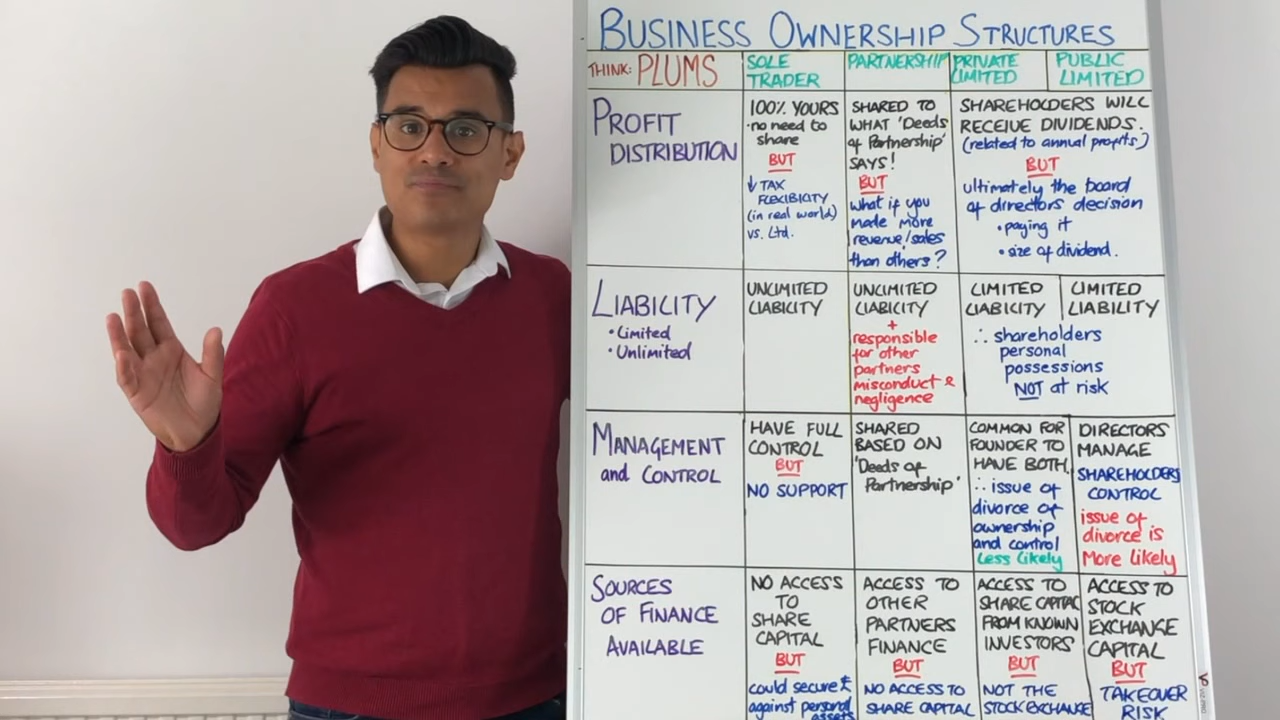 BUSINESS OWNERSHIP STRUCTURES
THINK: PLUMS
SOLE
TRADER
PARTNERSHIP
PRIVATE
LIMITED
PUBLIC
LIMITED
PROFIT
DISTRIBUTION
100% YOURS
·no need to
share
BUT
↓ TAX
FLEXIBILITY
(in real world)
vs. Ltd.
SHARED TO
WHAT 'Deeds
of Partnership'
SAYS!
BUT
what if you
made more
revenue/sales
than others?
SHAREHOLDERS WILL
RECEIVE DIVIDENDS.
(related to annual profits)
BUT
ultimately the board
of directors decision
• paying it
• size of dividend.
LIABILITY
• Limited
• Unlimited
UNLIMITED
LIABILITY
UNLIMITED
LIABILITY
+
responsible
for other
partners
misconduct &
negligence
LIMITED
LIABILITY
LIMITED
LIABILITY
∴ shareholders
personal
possessions
NOT at risk
MANAGEMENT
and CONTROL
HAVE FULL
CONTROL
BUT
NO SUPPORT
SHARED
BASED ON
'Deeds of
Partnership'
COMMON FOR
FOUNDER TO
HAVE BOTH.
∴ issue of
divorce of
ownership
and control
Less likely
DIRECTORS
MANAGE
SHAREHOLDERS
CONTROL
issue of
divorce is
More likely
SOURCES
OF FINANCE
AVAILABLE
NO ACCESS
TO
SHARE
CAPITAL
BUT
could secure £
against personal
assets
ACCESS TO
OTHER
PARTNERS
FINANCE
BUT
NO ACCESS TO
SHARE CAPITAL
ACCESS TO
SHARE CAPITAL
FROM KNOWN
INVESTORS
BUT
NOT THE
STOCK EXCHANGE
ACCESS TO
STOCK
EXCHANGE
CAPITAL
BUT
TAKEOVER
RISK